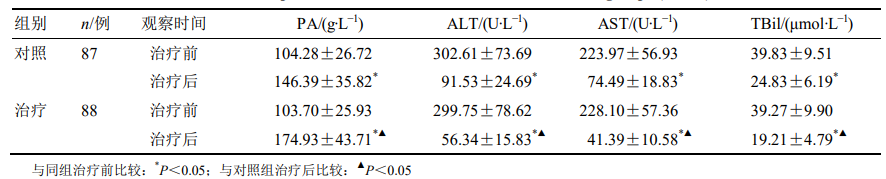 组别 n/例 观察时间 PA/(g·L⁻¹) ALT/(U·L⁻¹) AST/(U·L⁻¹) TBil/(μmol·L⁻¹)
对照 87 治疗前 104.28±26.72 302.61±73.69 223.97±56.93 39.83±9.51
治疗后 146.39±35.82* 91.53±24.69* 74.49±18.83* 24.83±6.19*
治疗 88 治疗前 103.70±25.93 299.75±78.62 228.10±57.36 39.27±9.90
治疗后 174.93±43.71*▲ 56.34±15.83*▲ 41.39±10.58*▲ 19.21±4.79*▲
与同组治疗前比较：*P＜0.05；与对照组治疗后比较：▲P＜0.05